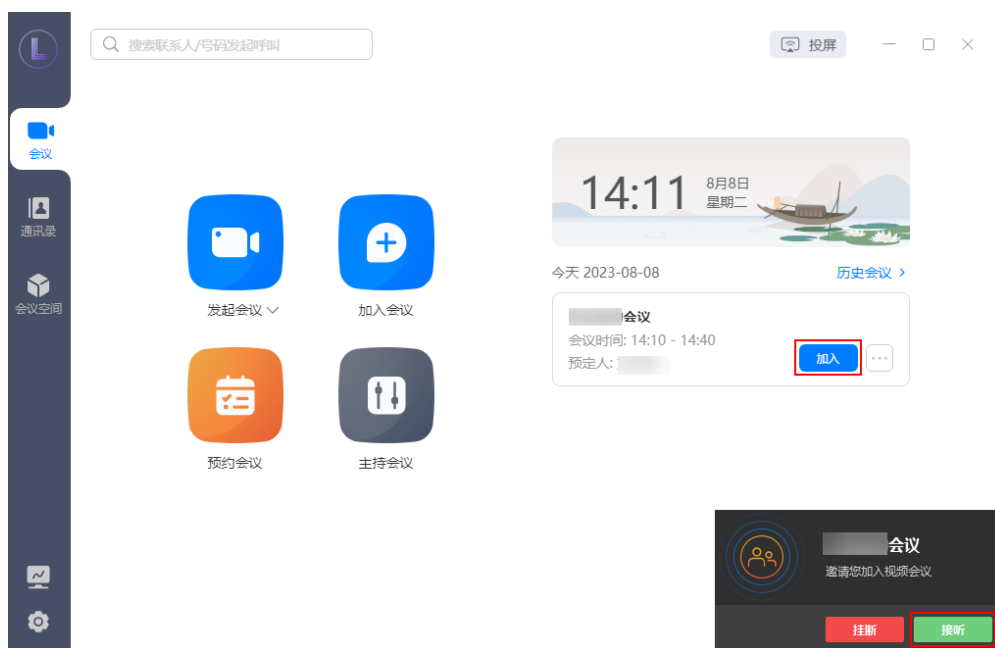 L
搜索联系人/号码发起呼叫
投屏
会议
通讯录
会议空间
发起会议
加入会议
预约会议
主持会议
14:11
8月8日
星期二
今天 2023-08-08
历史会议
会议
会议时间: 14:10 - 14:40
预定人:
加入
会议
邀请您加入视频会议
挂断
接听